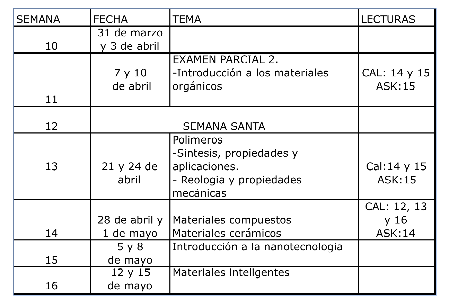 SEMANA FECHA TEMA LECTURAS
10 31 de marzo
y 3 de abril
11 7 y 10
de abril
EXAMEN PARCIAL 2.
-Introducción a los materiales
orgánicos
CAL: 14 y 15
ASK:15
12 SEMANA SANTA
13 21 y 24 de
abril
Polimeros
-Sintesis, propiedades y
aplicaciones.
- Reologia y propiedades
mecánicas
Cal:14 y 15
ASK:15
14 28 de abril y
1 de mayo
Materiales compuestos
Materiales cerámicos
CAL: 12, 13
y 16
ASK:14
15 5 y 8
de mayo
Introducción a la nanotecnologia
16 12 y 15
de mayo
Materiales Inteligentes